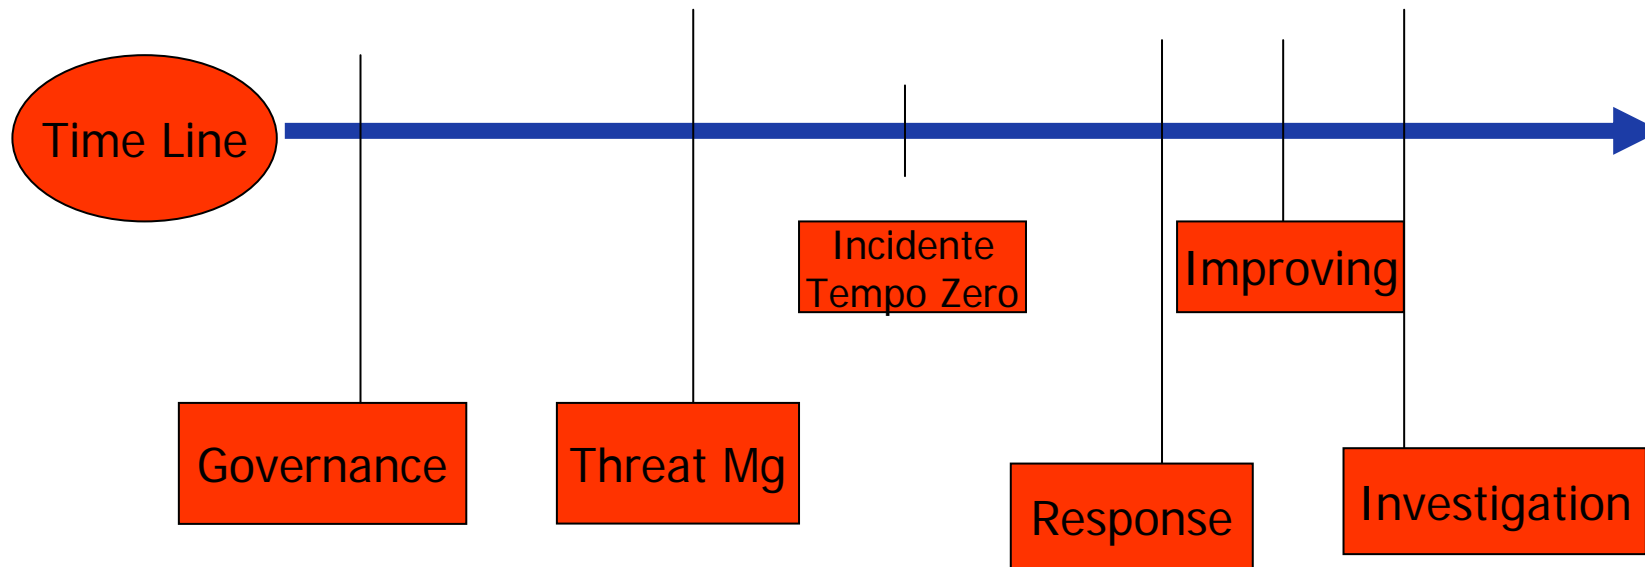 Time Line
Incidente
Tempo Zero
Improving
Governance
Threat Mg
Response
Investigation